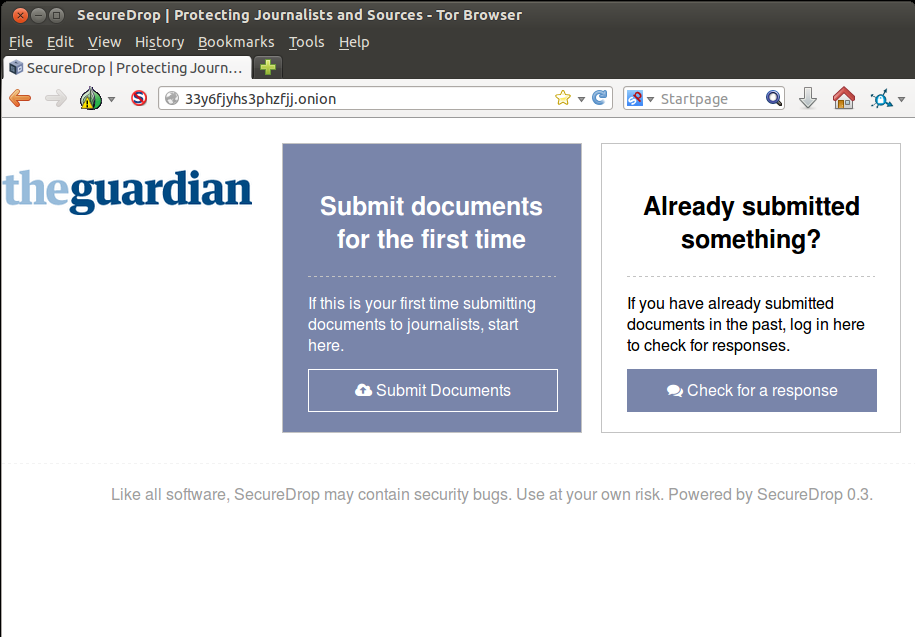 SecureDrop | Protecting Journalists and Sources - Tor Browser
File Edit View History Bookmarks Tools Help
SecureDrop | Protecting Journ...
33y6fjyhs3phzfjj.onion
Startpage
theguardian
Submit documents
for the first time
If this is your first time submitting
documents to journalists, start
here.
Submit Documents
Already submitted
something?
If you have already submitted
documents in the past, log in here
to check for responses.
Check for a response
Like all software, SecureDrop may contain security bugs. Use at your own risk. Powered by SecureDrop 0.3.